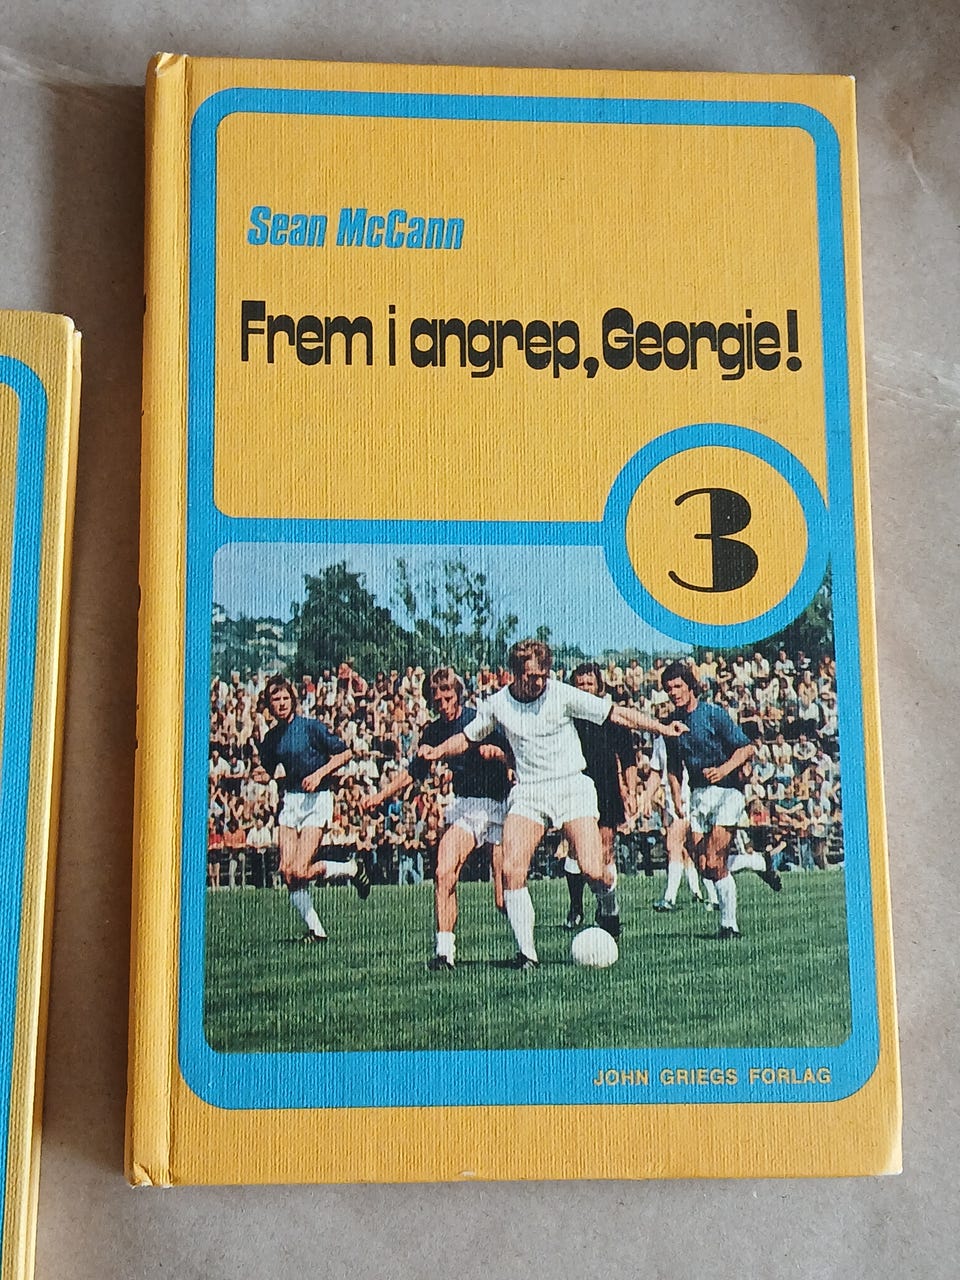 Sean McCann
Frem i angrep, Georgie!
3
JOHN GRIEGS FORLAG